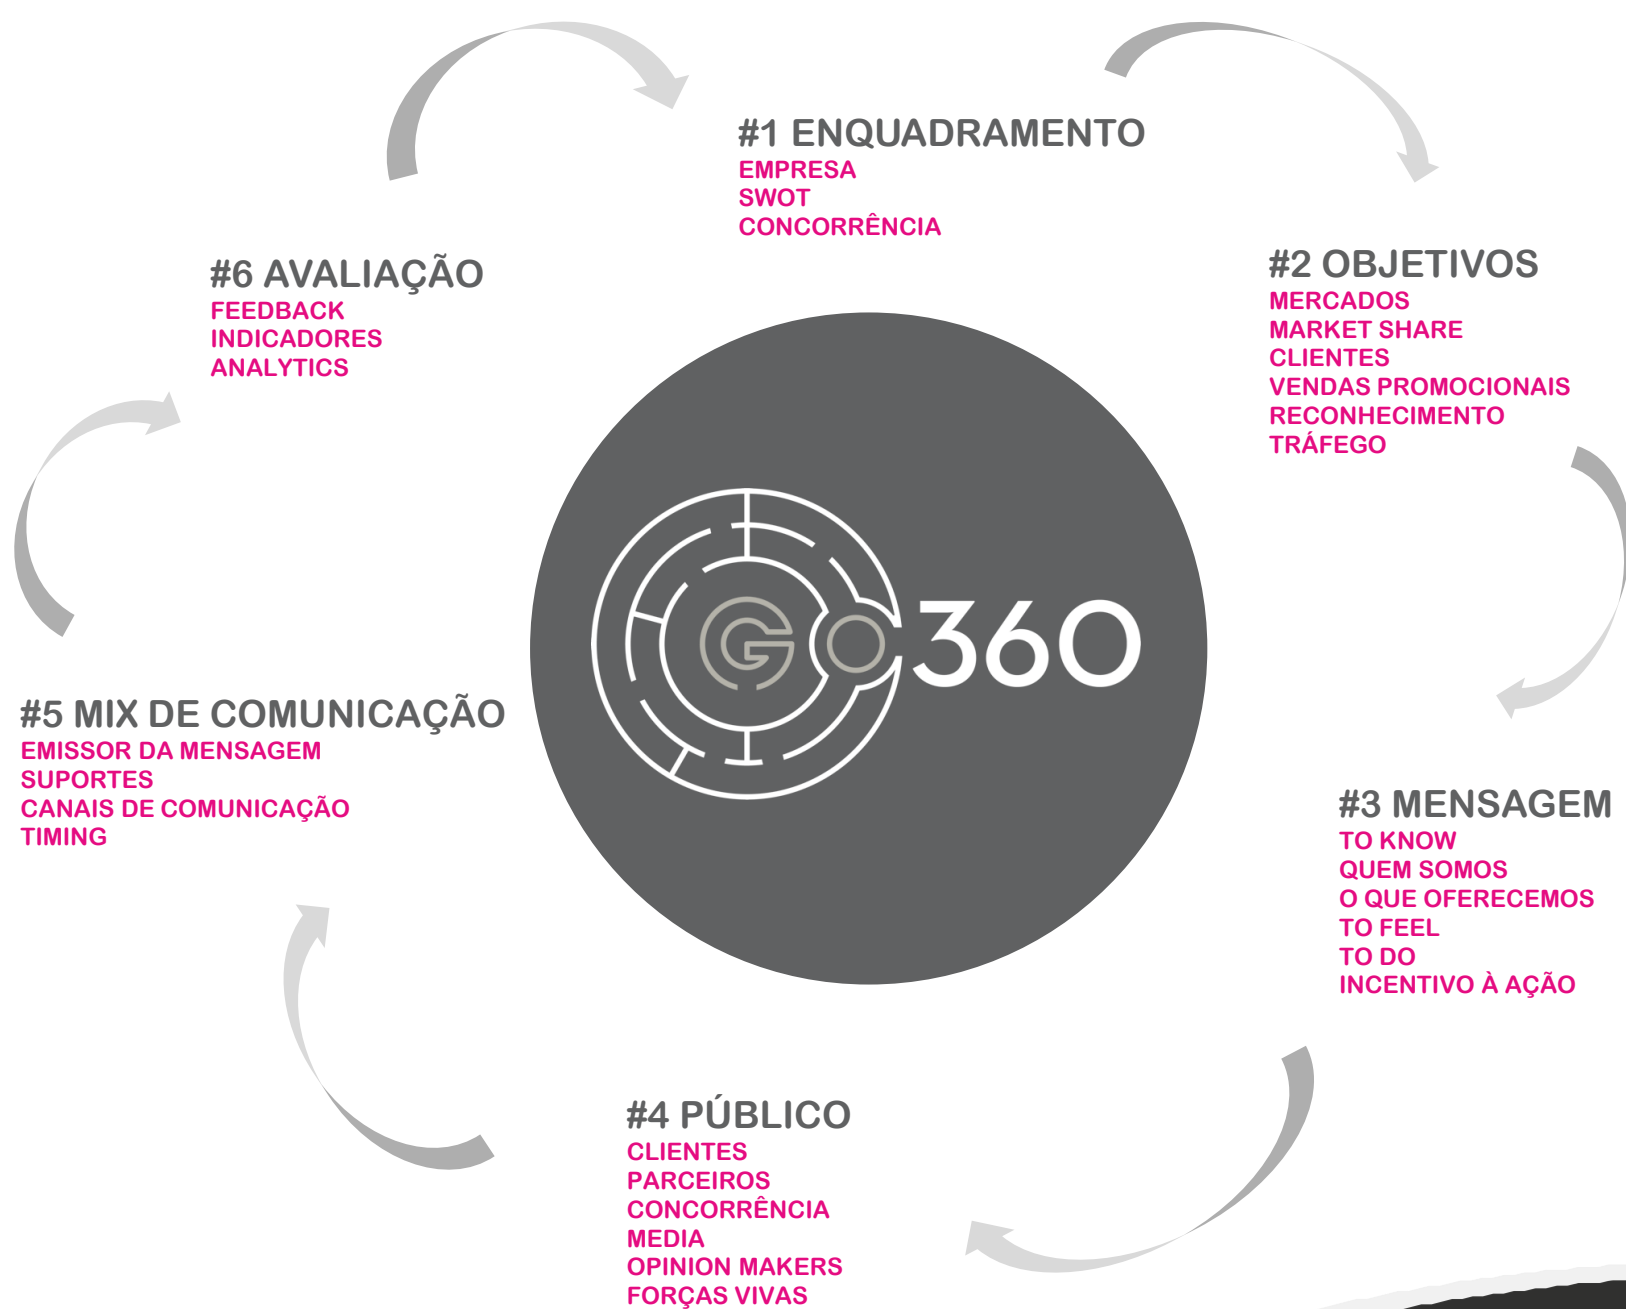 #1 ENQUADRAMENTO
EMPRESA
SWOT
CONCORRÊNCIA
#2 OBJETIVOS
MERCADOS
MARKET SHARE
CLIENTES
VENDAS PROMOCIONAIS
RECONHECIMENTO
TRÁFEGO
#3 MENSAGEM
TO KNOW
QUEM SOMOS
O QUE OFERECEMOS
TO FEEL
TO DO
INCENTIVO À AÇÃO
#4 PÚBLICO
CLIENTES
PARCEIROS
CONCORRÊNCIA
MEDIA
OPINION MAKERS
FORÇAS VIVAS
#5 MIX DE COMUNICAÇÃO
EMISSOR DA MENSAGEM
SUPORTES
CANAIS DE COMUNICAÇÃO
TIMING
#6 AVALIAÇÃO
FEEDBACK
INDICADORES
ANALYTICS
GO360